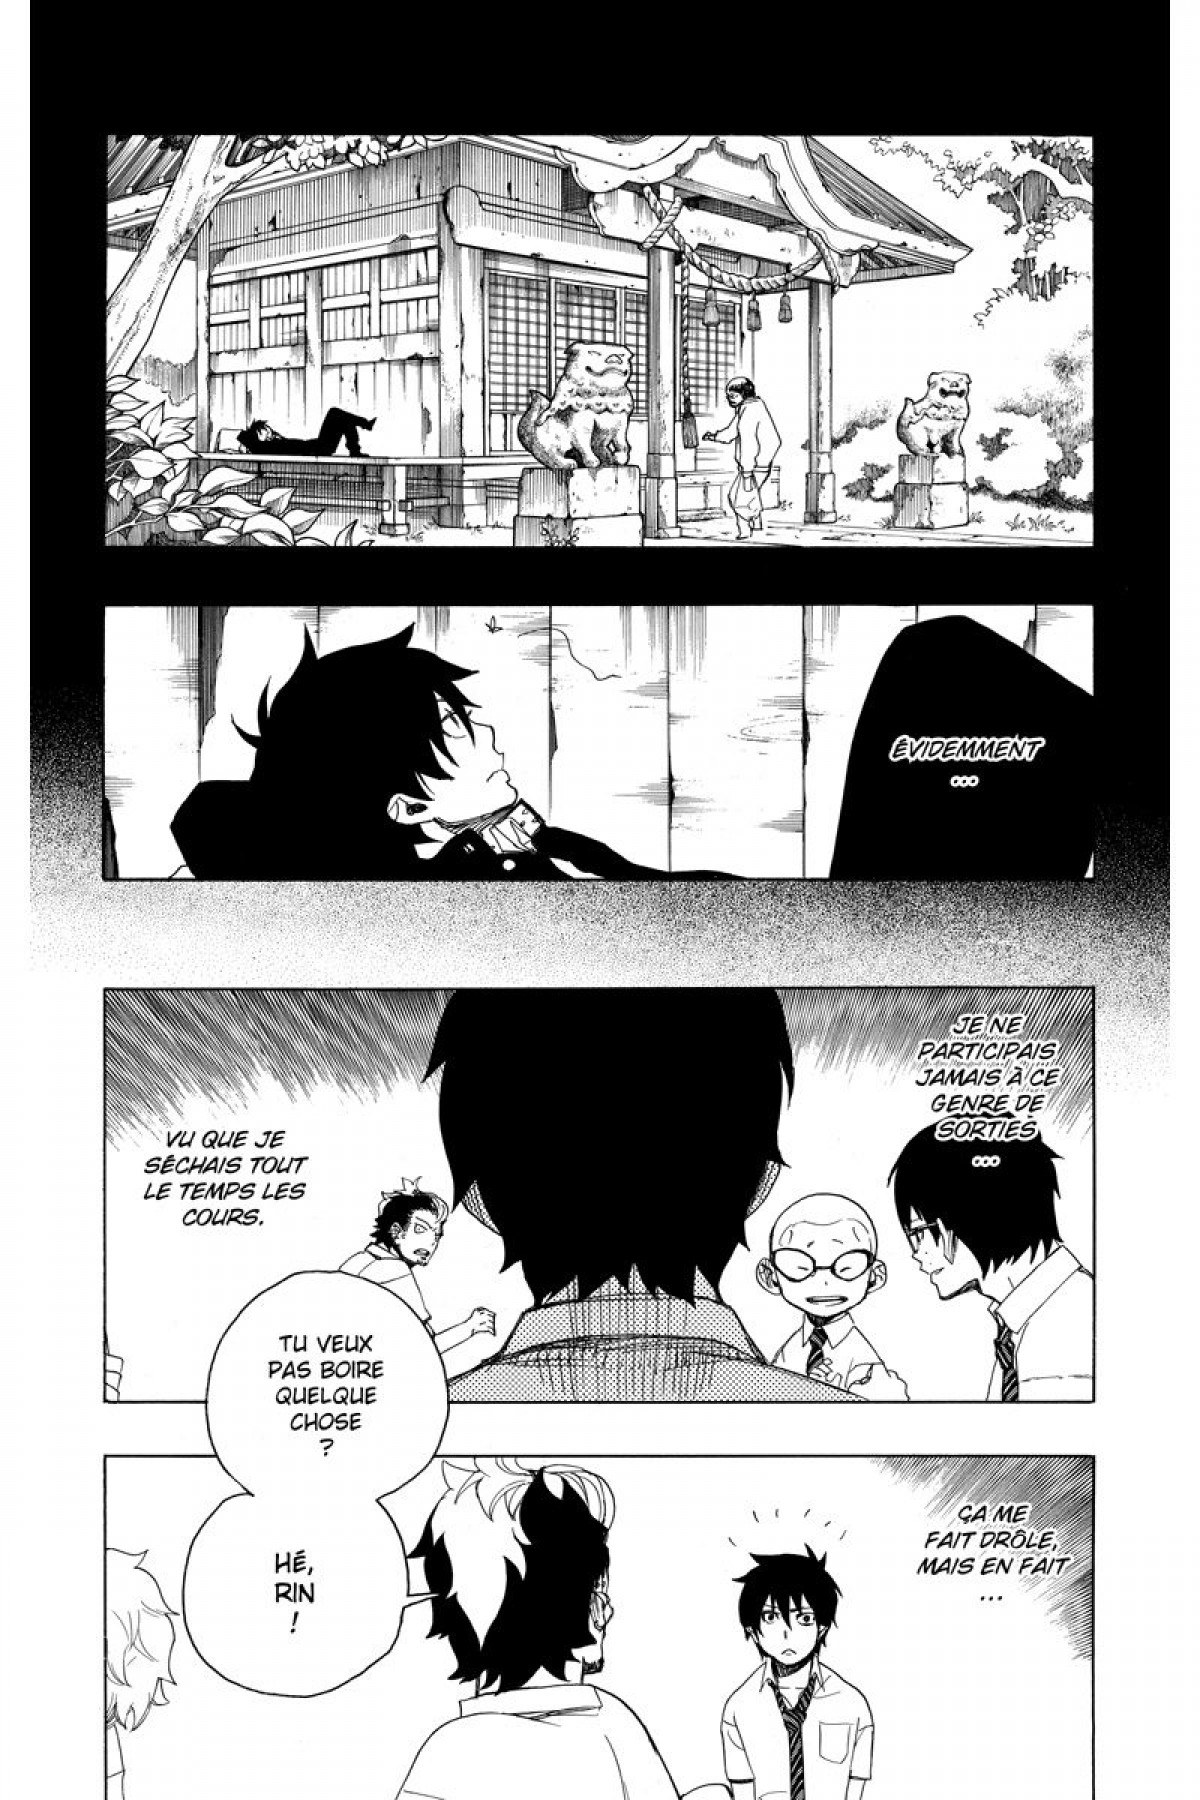 ÉVIDEMMENT
...
JE NE
PARTICIPAIS
JAMAIS À CE
GENRE DE
SORTIES
...
VU QUE JE
SÉCHAIS TOUT
LE TEMPS LES
COURS.
TU VEUX
PAS BOIRE
QUELQUE
CHOSE
?
HÉ,
RIN
!
ÇA ME
FAIT DRÔLE,
MAIS EN FAIT
...